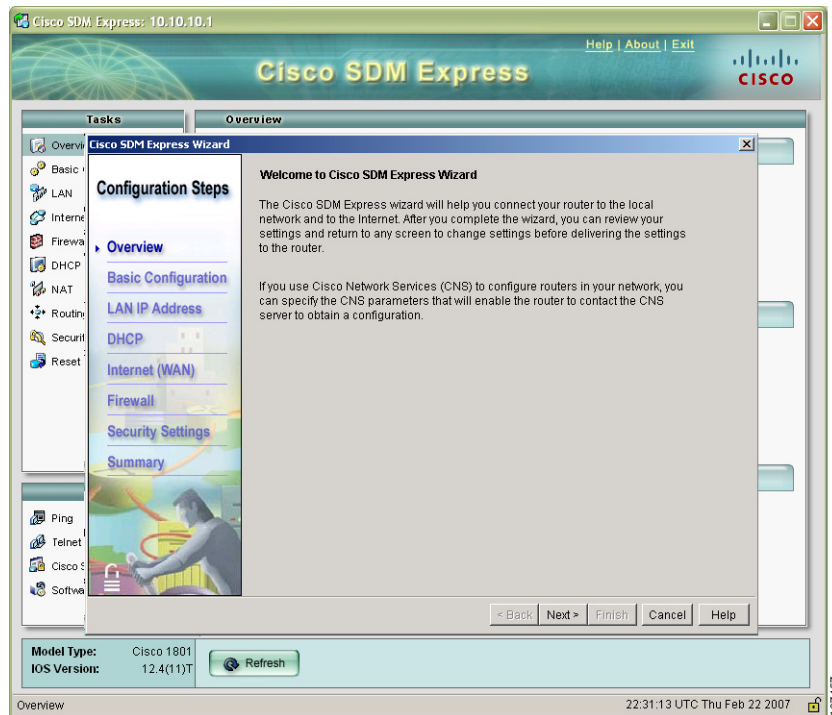 Cisco SDM Express: 10.10.10.1
Help | About | Exit
Cisco SDM Express
CISCO
Tasks
Overview
Cisco SDM Express Wizard
Basic
LAN
NAT
DHCP
Reset
Ping
Telnet
Cisco
Configuration Steps
Overview
Basic Configuration
LAN IP Address
DHCP
Internet (WAN)
Firewall
Security Settings
Summary
Welcome to Cisco SDM Express Wizard
The Cisco SDM Express wizard will help you connect your router to the local
network and to the Internet. After you complete the wizard, you can review your
settings and return to any screen to change settings before delivering the settings
to the router.
If you use Cisco Network Services (CNS) to configure routers in your network, you
can specify the CNS parameters that will enable the router to contact the CNS
server to obtain a configuration.
< Back Next > Finish Cancel Help
Model Type: Cisco 1801
IOS Version: 12.4(11)T
Refresh
Overview
22:31:13 UTC Thu Feb 22 2007